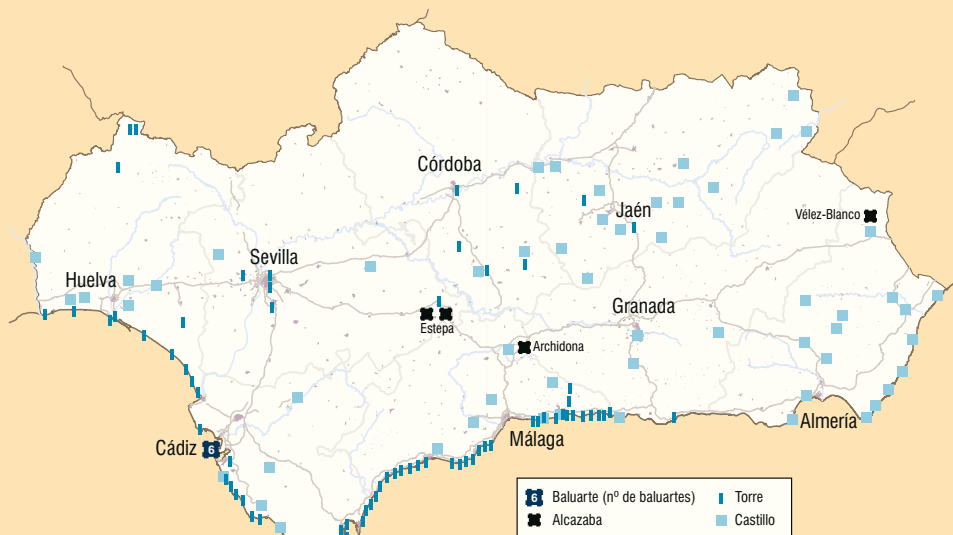 Córdoba
Jaén
Vélez-Blanco
Sevilla
Huelva
Granada
Estepa
Archidona
Almería
Málaga
Cádiz
6
6 Baluarte (nº de baluartes)
Torre
Alcazaba
Castillo